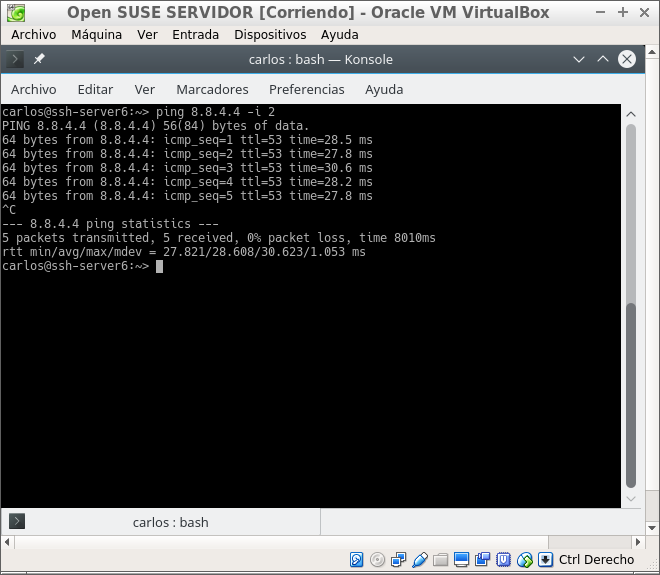 Open SUSE SERVIDOR [Corriendo] - Oracle VM VirtualBox
Archivo Máquina Ver Entrada Dispositivos Ayuda
carlos : bash — Konsole
Archivo Editar Ver Marcadores Preferencias Ayuda
carlos@ssh-server6:~> ping 8.8.4.4 -i 2
PING 8.8.4.4 (8.8.4.4) 56(84) bytes of data.
64 bytes from 8.8.4.4: icmp_seq=1 ttl=53 time=28.5 ms
64 bytes from 8.8.4.4: icmp_seq=2 ttl=53 time=27.8 ms
64 bytes from 8.8.4.4: icmp_seq=3 ttl=53 time=30.6 ms
64 bytes from 8.8.4.4: icmp_seq=4 ttl=53 time=28.2 ms
64 bytes from 8.8.4.4: icmp_seq=5 ttl=53 time=27.8 ms
^C
--- 8.8.4.4 ping statistics ---
5 packets transmitted, 5 received, 0% packet loss, time 8010ms
rtt min/avg/max/mdev = 27.821/28.608/30.623/1.053 ms
carlos@ssh-server6:~>
carlos : bash
Ctrl Derecho